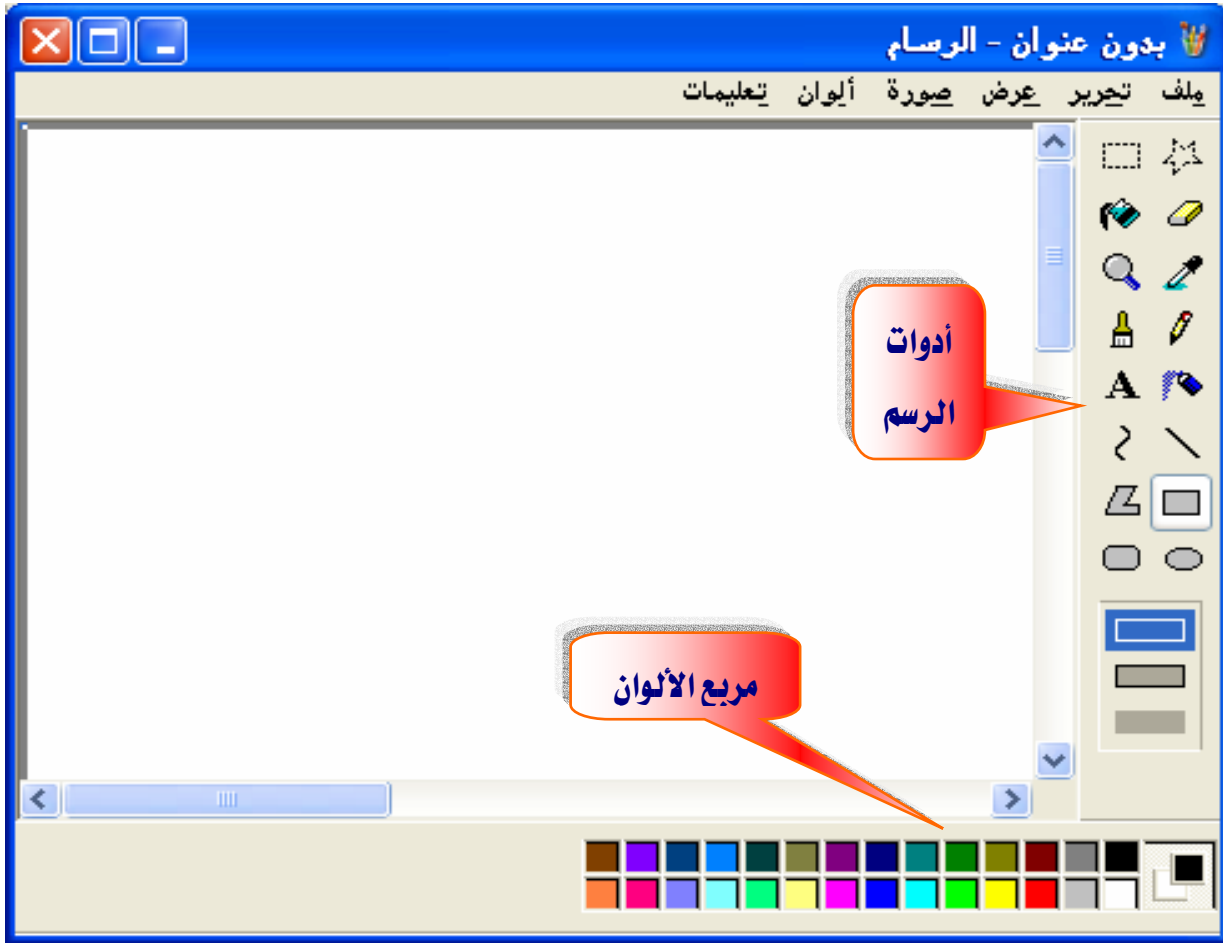 بدون عنوان - الرسام
ملف تحرير عرض صورة ألوان تعليمات
أدوات
الرسم
A
مربع الألوان